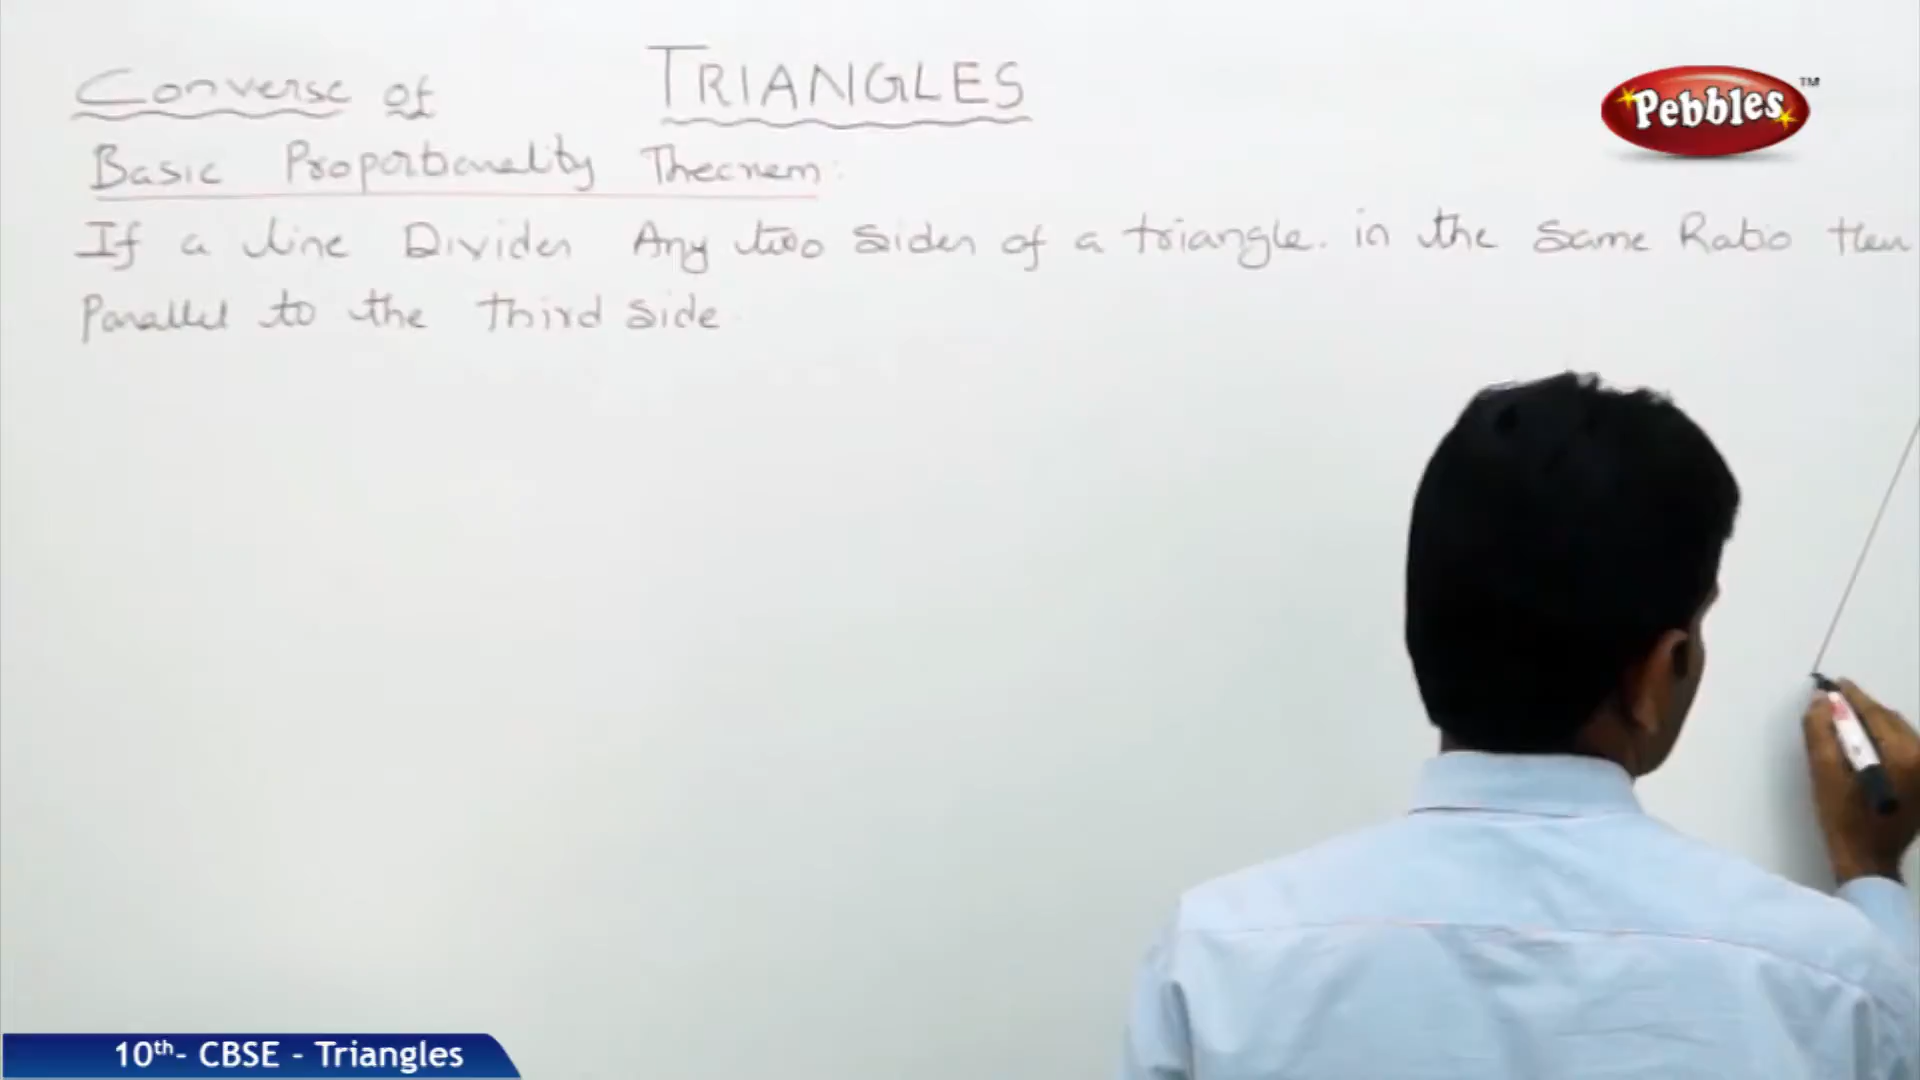 TRIANGLES
Converse of
Basic Proportionality Theorem:
If a line Divides Any two sides of a triangle. in the same Ratio then
Parallel to the third side
Pebbles™
10th- CBSE - Triangles